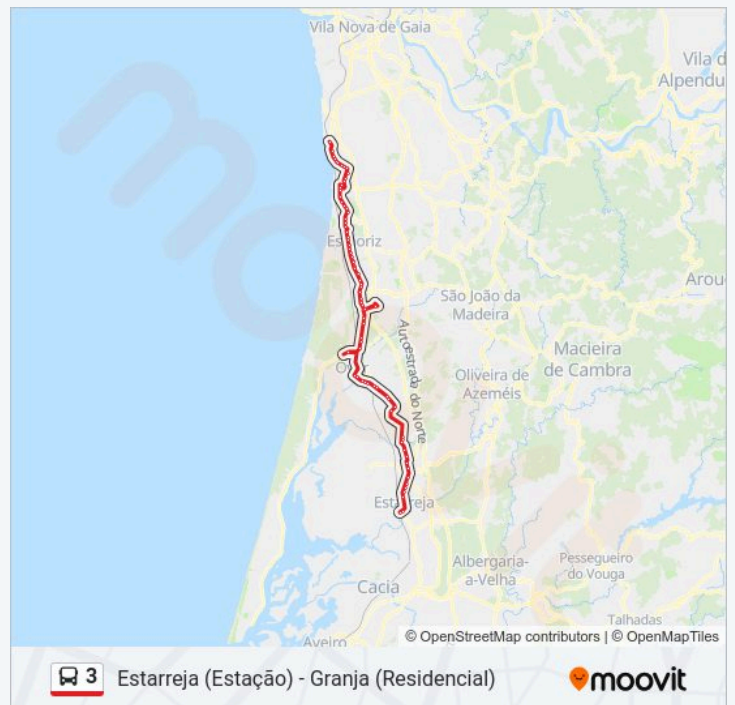 Vila Nova de Gaia
Vila d
Alpendu
Esmoriz
Arou
São João da
Madeira
Autoestrada do Norte
Macieira
de Cambra
Oliveira de
Azeméis
Estarreja
Albergaria-
a-Velha
Pessegueiro
do Vouga
Cacia
Talhadas
Aveiro
© OpenStreetMap contributors | © OpenMapTiles
3 Estarreja (Estação) - Granja (Residencial)
moovit